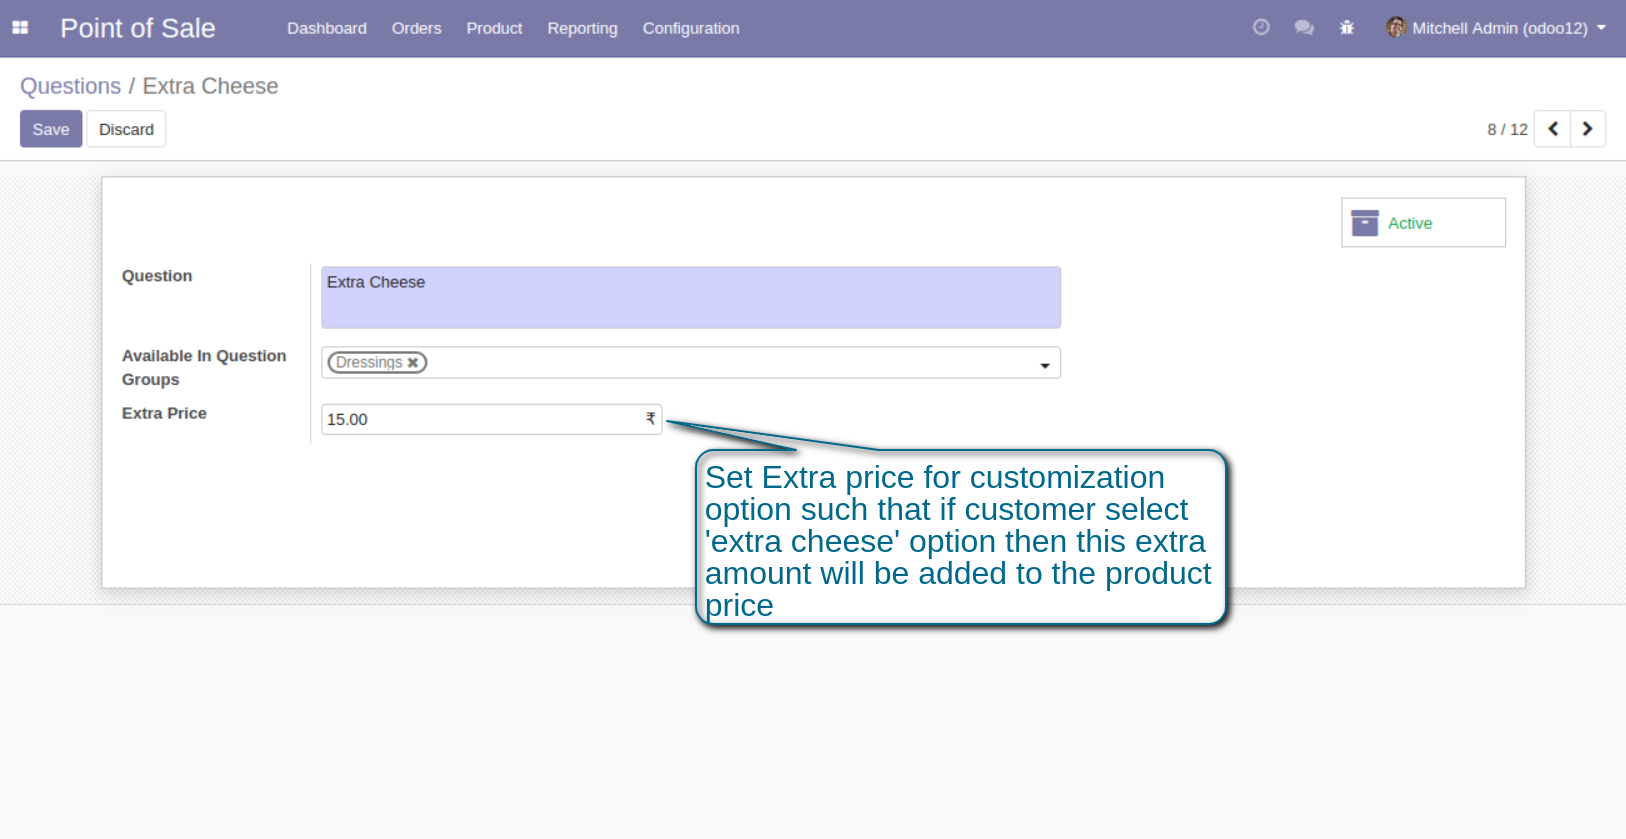 Point of Sale Dashboard Orders Product Reporting Configuration Mitchell Admin (odoo12)
Questions / Extra Cheese
Save Discard 8 / 12
Active
Question Extra Cheese
Available In Question Groups Dressings
Extra Price 15.00 ₹
Set Extra price for customization
option such that if customer select
'extra cheese' option then this extra
amount will be added to the product
price